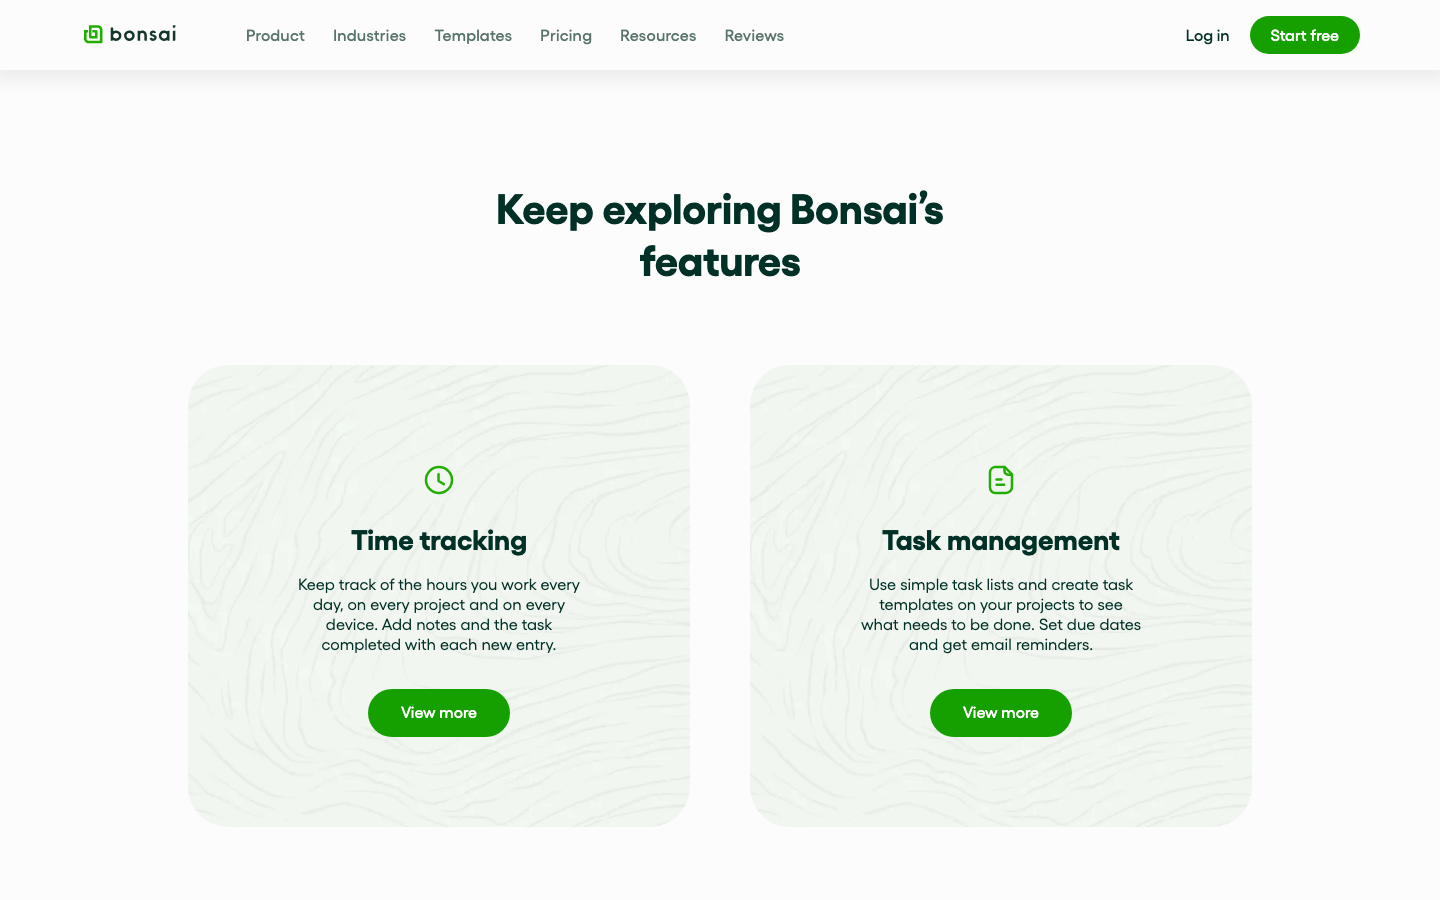 bonsai
Product
Industries
Templates
Pricing
Resources
Reviews
Log in
Start free
Keep exploring Bonsai’s
features
Time tracking
Keep track of the hours you work every
day, on every project and on every
device. Add notes and the task
completed with each new entry.
View more
Task management
Use simple task lists and create task
templates on your projects to see
what needs to be done. Set due dates
and get email reminders.
View more